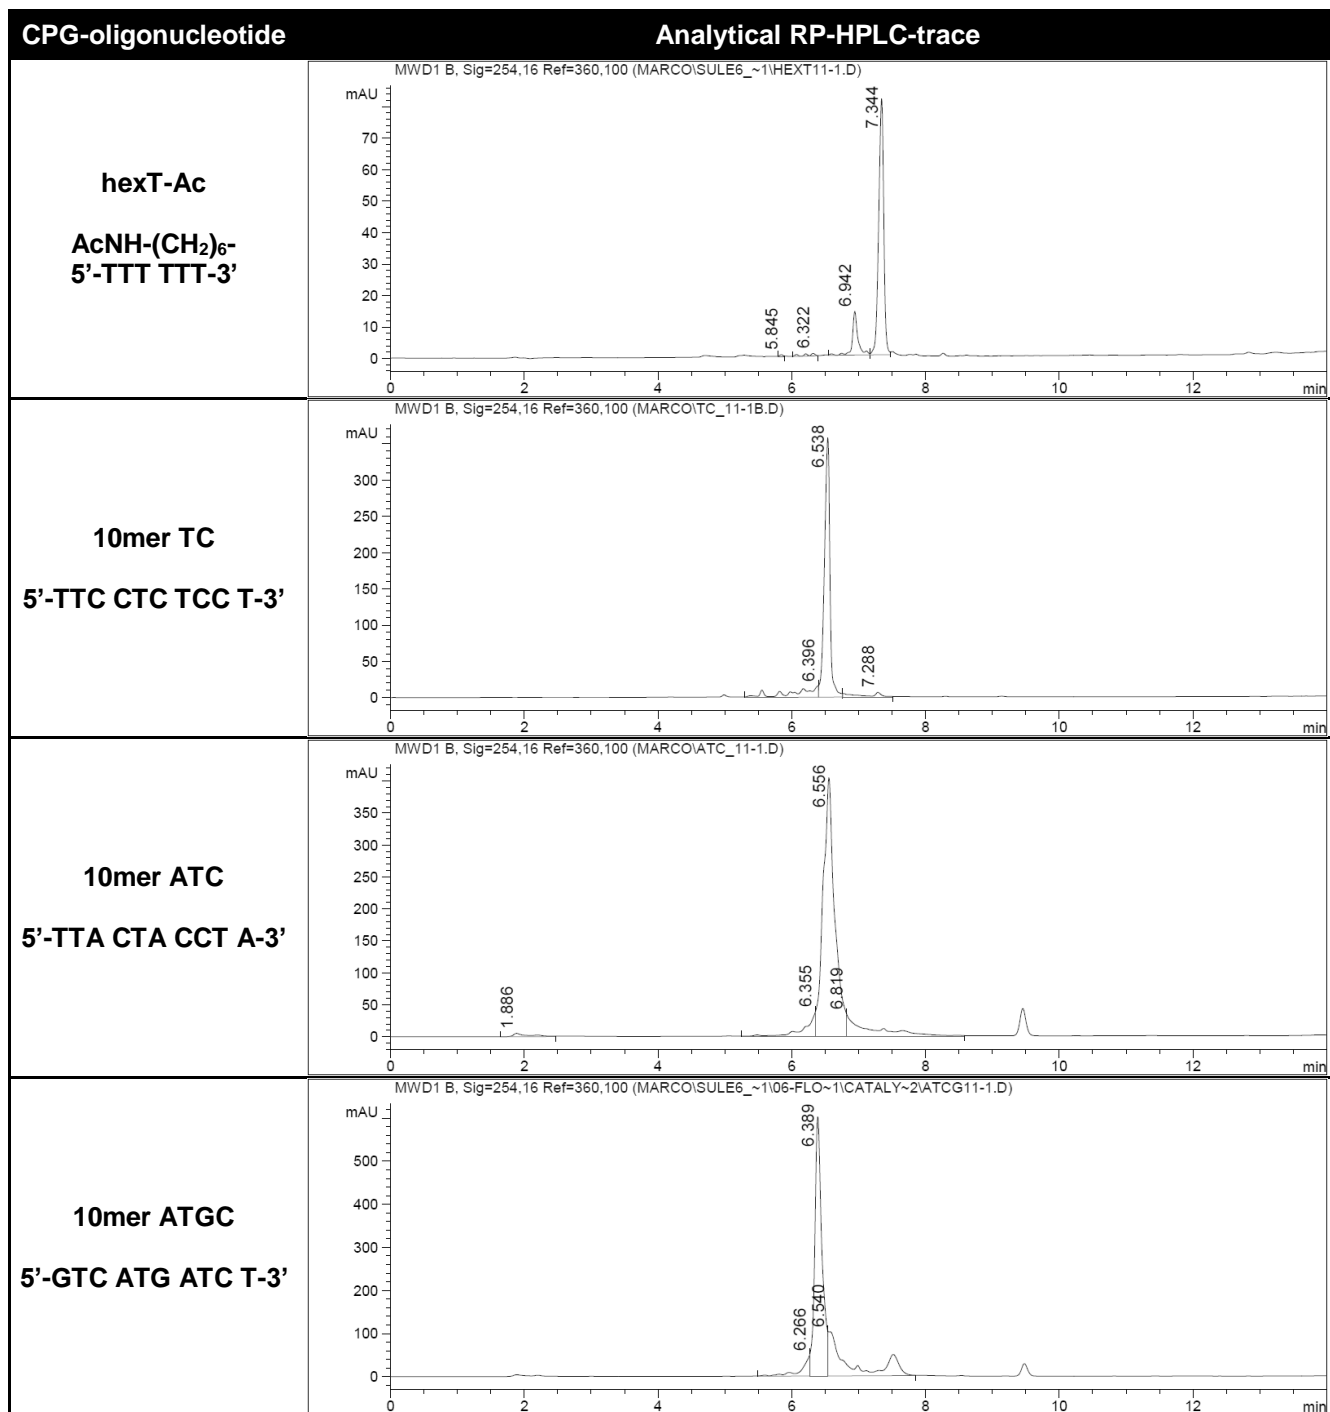 CPG-oligonucleotide Analytical RP-HPLC-trace
MWD1 B, Sig=254,16 Ref=360,100 (MARCO\SULE6_~1\HEXT11-1.D)
mAU
70
60
50
40
30
20
10
0
5.845
6.322
6.942
7.344
0 2 4 6 8 10 12 min
hexT-Ac
AcNH-(CH₂)₆-
5’-TTT TTT-3’
MWD1 B, Sig=254,16 Ref=360,100 (MARCO\TC_11-1B.D)
mAU
300
250
200
150
100
50
0
6.396
6.538
7.288
0 2 4 6 8 10 12 min
10mer TC
5’-TTC CTC TCC T-3’
MWD1 B, Sig=254,16 Ref=360,100 (MARCO\ATC_11-1.D)
mAU
350
300
250
200
150
100
50
0
1.886
6.355
6.556
6.819
0 2 4 6 8 10 12 min
10mer ATC
5’-TTA CTA CCT A-3’
MWD1 B, Sig=254,16 Ref=360,100 (MARCO\SULE6_~1\06-FLO~1\CATALY~2\ATCG11-1.D)
mAU
500
400
300
200
100
0
6.266
6.389
6.540
0 2 4 6 8 10 12 min
10mer ATGC
5’-GTC ATG ATC T-3’